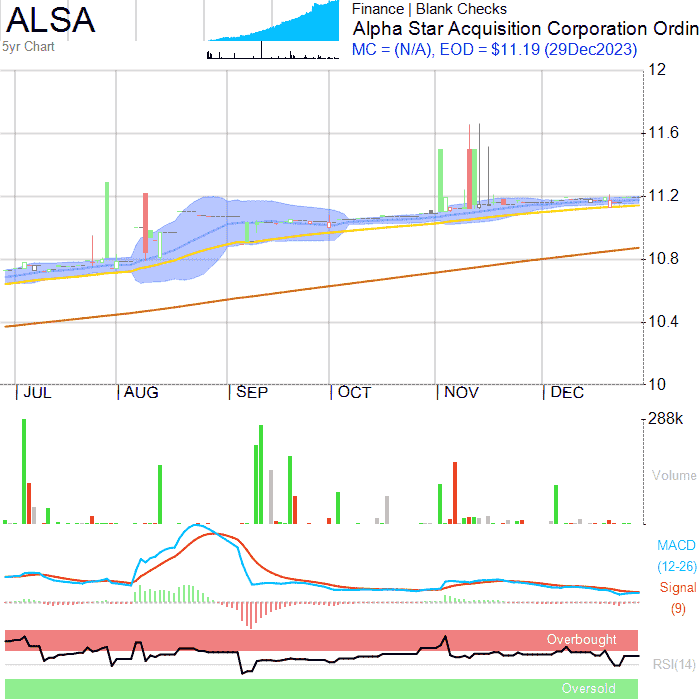 ALSA
5yr Chart
Finance | Blank Checks
Alpha Star Acquisition Corporation Ordin
MC = (N/A), EOD = $11.19 (29Dec2023)
12
11.6
11.2
10.8
10.4
10
JUL AUG SEP OCT NOV DEC
288k
Volume
MACD
(12-26)
Signal
(9)
Overbought
RSI(14)
Oversold